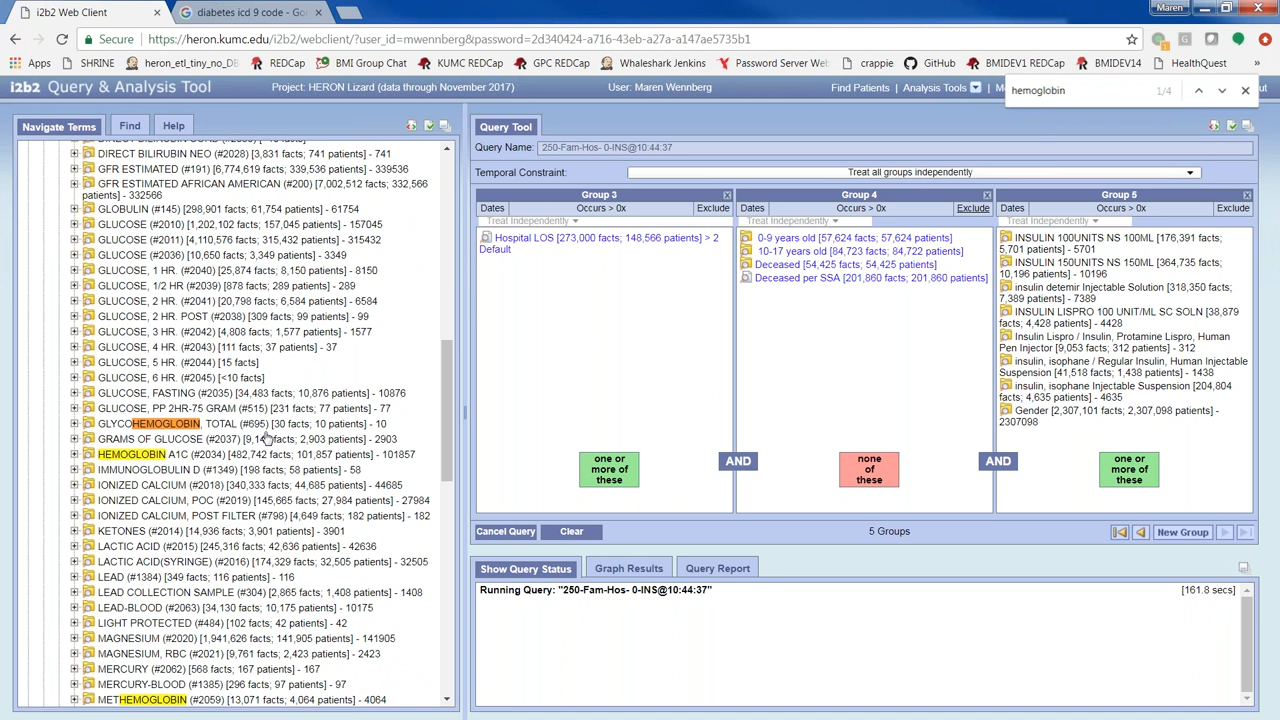 i2b2 Web Client
diabetes icd 9 code - Go
Maren
Secure https://heron.kumc.edu/i2b2/webclient/?user_id=mwennberg&password=2d340424-a716-43eb-a27a-a147ae5735b1
Apps SHRINE heron_etl_tiny_no_DB REDCap BMI Group Chat KUMC REDCap GPC REDCap Whaleshark Jenkins Password Server Web crappie GitHub BMIDEV1 REDCap BMIDEV14 HealthQuest
hemoglobin 1/4
i2b2 Query & Analysis Tool Project: HERON Lizard (data through November 2017) User: Maren Wennberg Find Patients Analysis Tools
Navigate Terms Find Help
DIRECT BILIRUBIN NEO (#2028) [3,831 facts; 741 patients] - 741
GFR ESTIMATED (#191) [6,774,619 facts; 339,536 patients] - 339536
GFR ESTIMATED AFRICAN AMERICAN (#200) [7,002,512 facts; 332,566
patients] - 332566
GLOBULIN (#145) [298,901 facts; 61,754 patients] - 61754
GLUCOSE (#2010) [1,202,102 facts; 157,045 patients] - 157045
GLUCOSE (#2011) [4,110,576 facts; 315,432 patients] - 315432
GLUCOSE (#2036) [10,650 facts; 3,349 patients] - 3349
GLUCOSE, 1 HR. (#2040) [25,874 facts; 8,150 patients] - 8150
GLUCOSE, 1/2 HR (#2039) [878 facts; 289 patients] - 289
GLUCOSE, 2 HR. (#2041) [20,798 facts; 6,584 patients] - 6584
GLUCOSE, 2 HR. POST (#2038) [309 facts; 99 patients] - 99
GLUCOSE, 3 HR. (#2042) [4,808 facts; 1,577 patients] - 1577
GLUCOSE, 4 HR. (#2043) [111 facts; 37 patients] - 37
GLUCOSE, 5 HR. (#2044) [15 facts]
GLUCOSE, 6 HR. (#2045) [<10 facts]
GLUCOSE, FASTING (#2035) [34,483 facts; 10,876 patients] - 10876
GLUCOSE, PP 2HR-75 GRAM (#515) [231 facts; 77 patients] - 77
GLYCOHEMOGLOBIN, TOTAL (#695) [30 facts; 10 patients] - 10
GRAMS OF GLUCOSE (#2037) facts; 2,903 patients] - 2903
HEMOGLOBIN A1C (#2034) [482,742 facts; 101,857 patients] - 101857
IMMUNOGLOBULIN D (#1349) [198 facts; 58 patients] - 58
IONIZED CALCIUM (#2018) [340,333 facts; 44,685 patients] - 44685
IONIZED CALCIUM, POC (#2019) [145,665 facts; 27,984 patients] - 27984
IONIZED CALCIUM, POST FILTER (#798) [4,649 facts; 182 patients] - 182
KETONES (#2014) [14,936 facts; 3,901 patients] - 3901
LACTIC ACID (#2015) [245,316 facts; 42,636 patients] - 42636
LACTIC ACID(SYRINGE) (#2016) [174,329 facts; 32,505 patients] - 32505
LEAD (#1384) [349 facts; 116 patients] - 116
LEAD COLLECTION SAMPLE (#304) [2,865 facts; 1,408 patients] - 1408
LEAD-BLOOD (#2063) [34,130 facts; 10,175 patients] - 10175
LIGHT PROTECTED (#484) [102 facts; 42 patients] - 42
MAGNESIUM (#2020) [1,941,626 facts; 141,905 patients] - 141905
MAGNESIUM, RBC (#2021) [9,761 facts; 2,423 patients] - 2423
MERCURY (#2062) [568 facts; 167 patients] - 167
MERCURY-BLOOD (#1385) [296 facts; 97 patients] - 97
METHEMOGLOBIN (#2059) [13,071 facts; 4,064 patients] - 4064
Query Tool
Query Name: 250-Fam-Hos- 0-INS@10:44:37
Temporal Constraint: Treat all groups independently
Group 3
Dates Occurs > 0x Exclude
Treat Independently
Hospital LOS [273,000 facts; 148,566 patients] > 2
Default
one or
more of
these
AND
Group 4
Dates Occurs > 0x Exclude
Treat Independently
0-9 years old [57,624 facts; 57,624 patients]
10-17 years old [84,723 facts; 84,722 patients]
Deceased [54,425 facts; 54,425 patients]
Deceased per SSA [201,860 facts; 201,860 patients]
none
of
these
AND
Group 5
Dates Occurs > 0x Exclude
Treat Independently
INSULIN 100UNITS NS 100ML [176,391 facts;
5,701 patients] - 5701
INSULIN 150UNITS NS 150ML [364,735 facts;
10,196 patients] - 10196
insulin detemir Injectable Solution [318,350 facts;
7,389 patients] - 7389
INSULIN LISPRO 100 UNIT/ML SC SOLN [38,879
facts; 4,428 patients] - 4428
Insulin Lispro / Insulin, Protamine Lispro, Human
Pen Injector [9,053 facts; 312 patients] - 312
insulin, isophane / Regular Insulin, Human Injectable
Suspension [41,518 facts; 1,438 patients] - 1438
insulin, isophane Injectable Suspension [204,804
facts; 4,635 patients] - 4635
Gender [2,307,101 facts; 2,307,098 patients] -
2307098
one or
more of
these
Cancel Query Clear 5 Groups New Group
Show Query Status Graph Results Query Report
Running Query: "250-Fam-Hos- 0-INS@10:44:37" [161.8 secs]